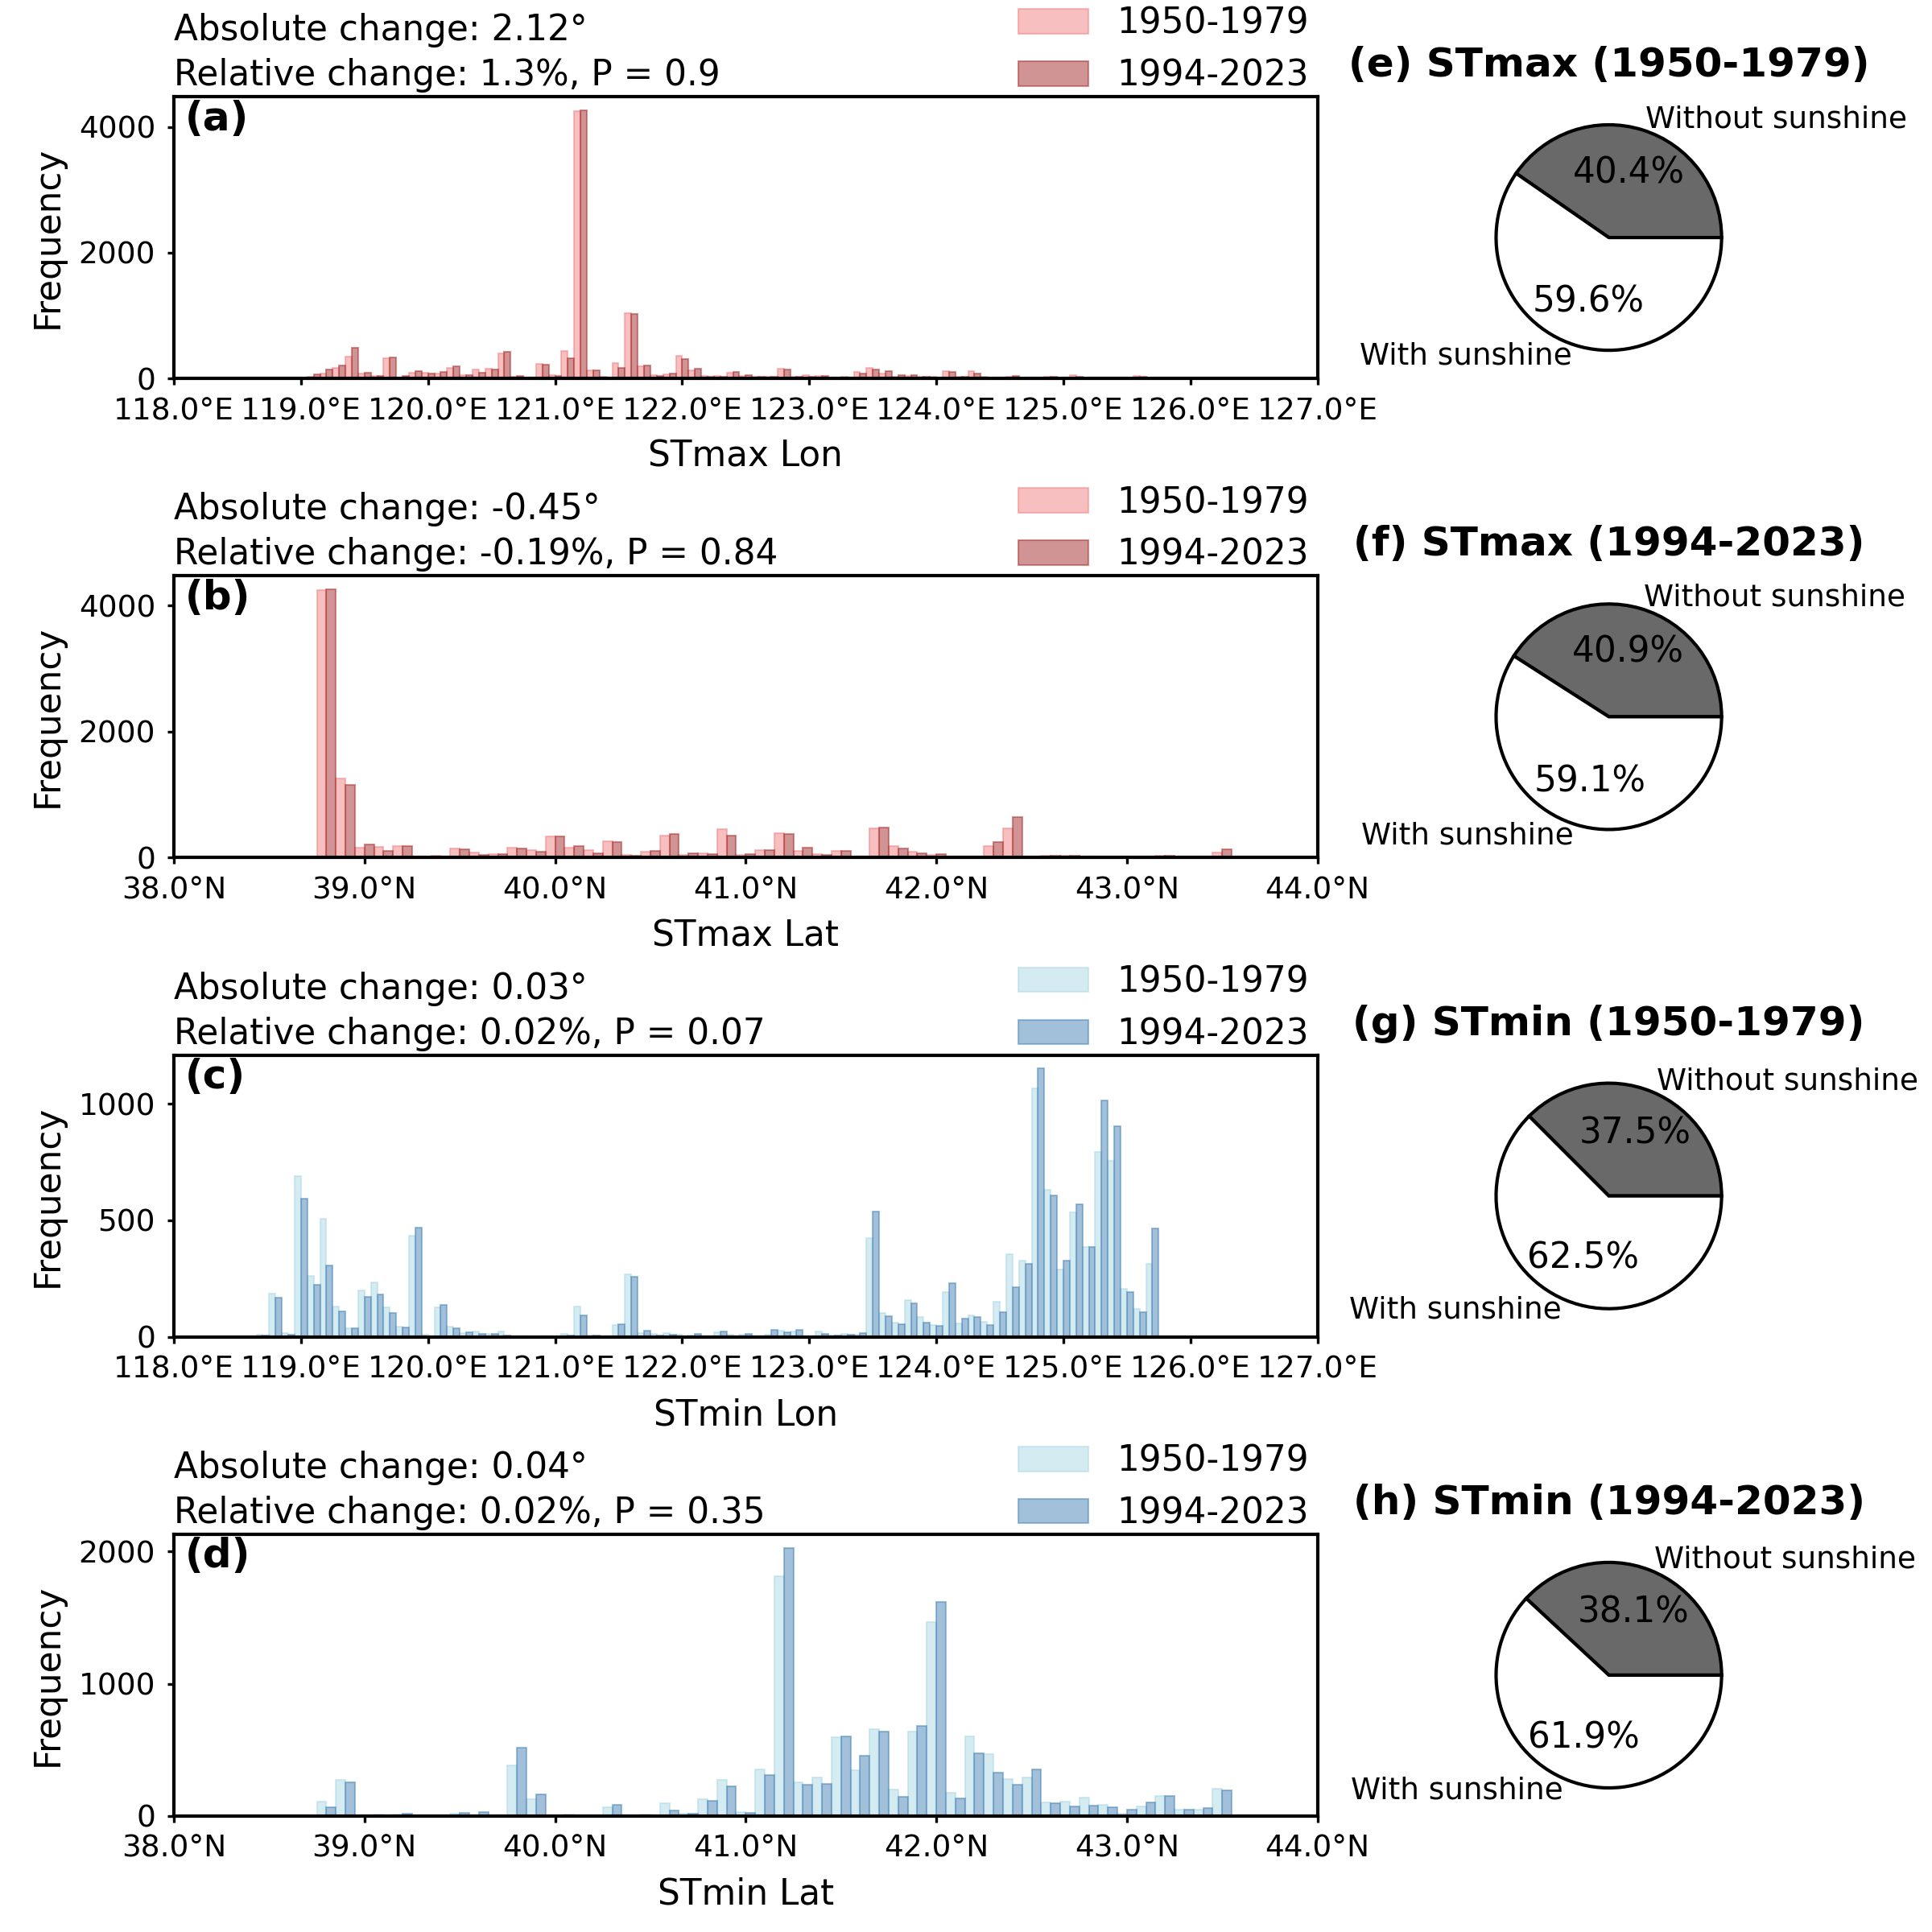 Absolute change: 2.12°
Relative change: 1.3%, P = 0.9
1950-1979
1994-2023
(a)
Frequency
4000
2000
0
118.0°E 119.0°E 120.0°E 121.0°E 122.0°E 123.0°E 124.0°E 125.0°E 126.0°E 127.0°E
STmax Lon
(e) STmax (1950-1979)
Without sunshine
40.4%
59.6%
With sunshine
Absolute change: -0.45°
Relative change: -0.19%, P = 0.84
1950-1979
1994-2023
(b)
Frequency
4000
2000
0
38.0°N 39.0°N 40.0°N 41.0°N 42.0°N 43.0°N 44.0°N
STmax Lat
(f) STmax (1994-2023)
Without sunshine
40.9%
59.1%
With sunshine
Absolute change: 0.03°
Relative change: 0.02%, P = 0.07
1950-1979
1994-2023
(c)
Frequency
1000
500
0
118.0°E 119.0°E 120.0°E 121.0°E 122.0°E 123.0°E 124.0°E 125.0°E 126.0°E 127.0°E
STmin Lon
(g) STmin (1950-1979)
Without sunshine
37.5%
62.5%
With sunshine
Absolute change: 0.04°
Relative change: 0.02%, P = 0.35
1950-1979
1994-2023
(d)
Frequency
2000
1000
0
38.0°N 39.0°N 40.0°N 41.0°N 42.0°N 43.0°N 44.0°N
STmin Lat
(h) STmin (1994-2023)
Without sunshine
38.1%
61.9%
With sunshine